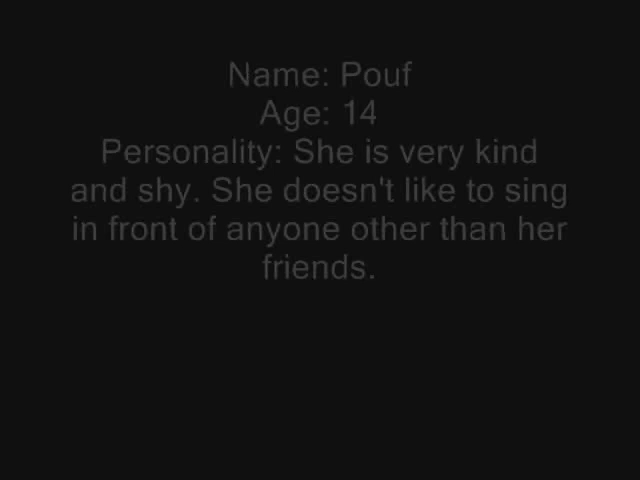 Name: Pouf
Age: 14
Personality: She is very kind
and shy. She doesn't like to sing
in front of anyone other than her
friends.